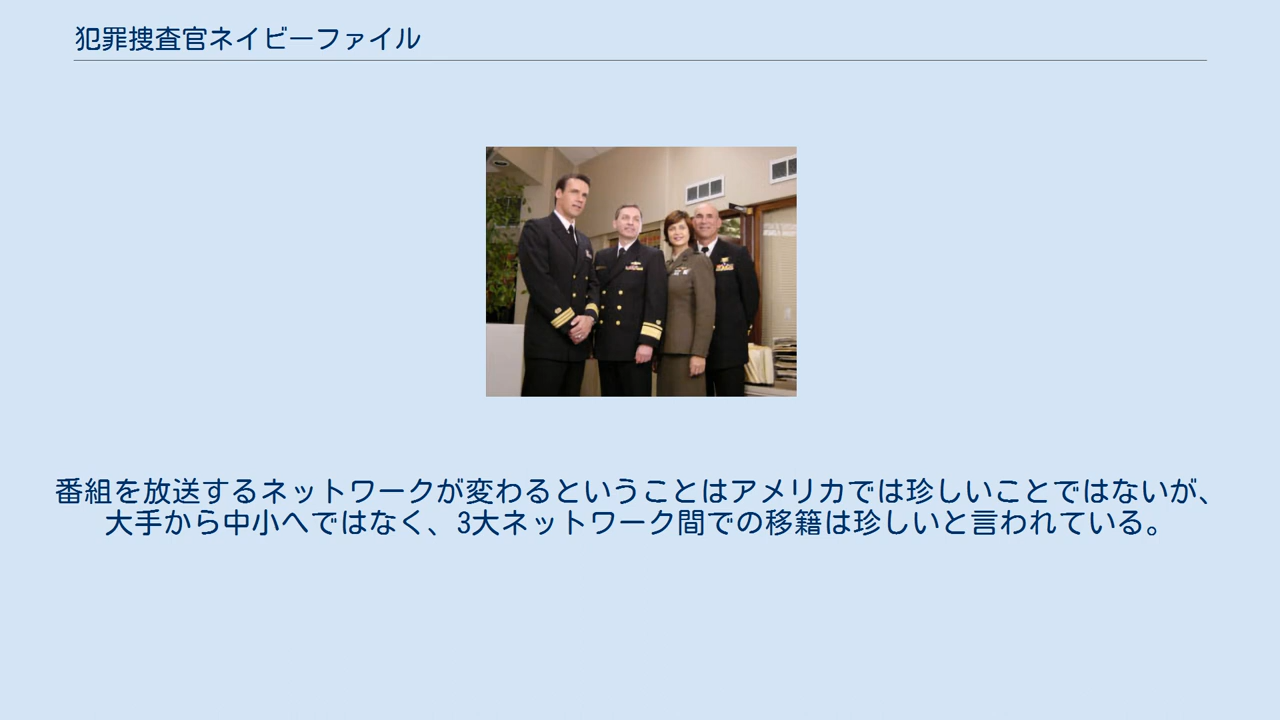 犯罪捜査官ネイビーファイル
番組を放送するネットワークが変わるということはアメリカでは珍しいことではないが、
大手から中小へではなく、3大ネットワーク間での移籍は珍しいと言われている。